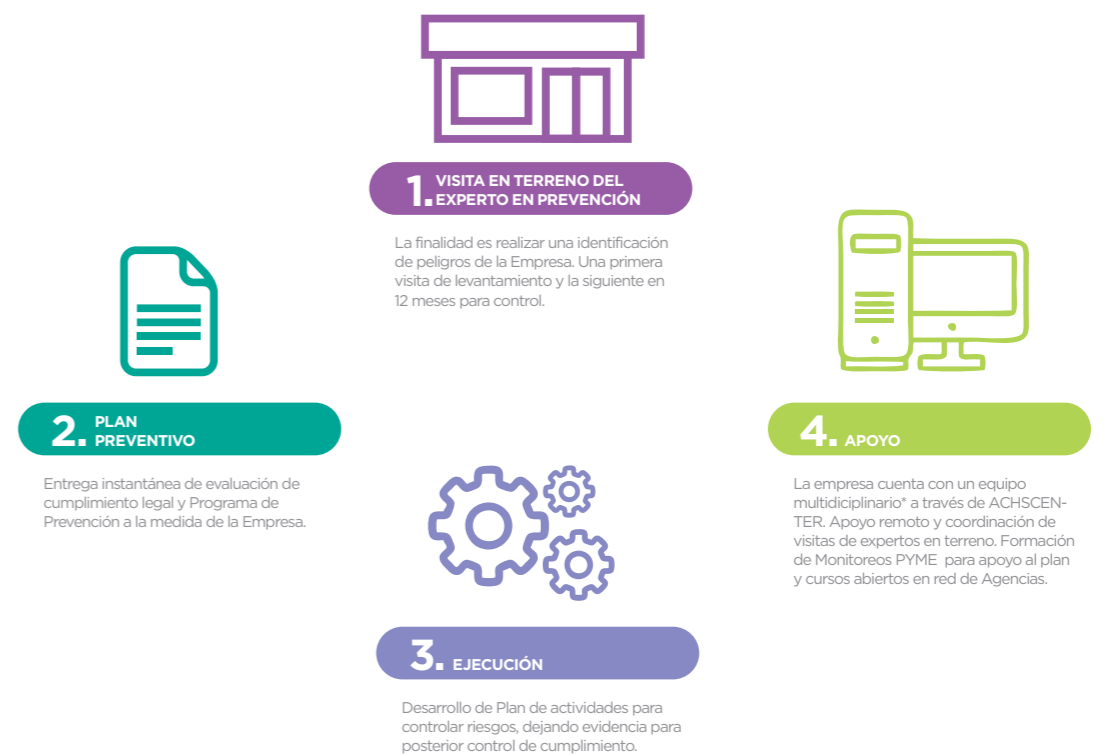 1. VISITA EN TERRENO DEL
EXPERTO EN PREVENCIÓN
La finalidad es realizar una identificación
de peligros de la Empresa. Una primera
visita de levantamiento y la siguiente en
12 meses para control.
2. PLAN
PREVENTIVO
Entrega instantánea de evaluación de
cumplimiento legal y Programa de
Prevención a la medida de la Empresa.
3. EJECUCIÓN
Desarrollo de Plan de actividades para
controlar riesgos, dejando evidencia para
posterior control de cumplimiento.
4. APOYO
La empresa cuenta con un equipo
multidiciplinario* a través de ACHSCEN-
TER. Apoyo remoto y coordinación de
visitas de expertos en terreno. Formación
de Monitoreos PYME para apoyo al plan
y cursos abiertos en red de Agencias.